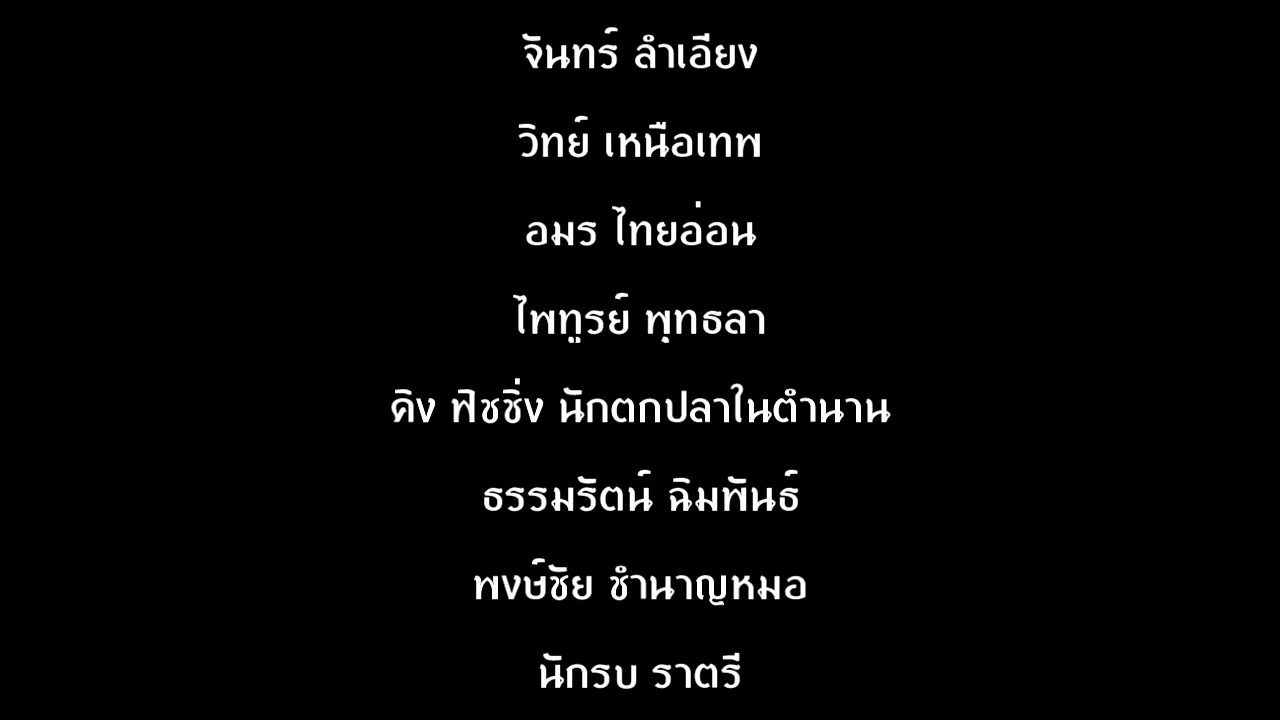 จันทร์ ลำเอียง
วิทย์ เหนือเทพ
อมร ไทยอ่อน
ไพทูรย์ พุทธลา
ดิง ฟิชชิ่ง นักตกปลาในตำนาน
ธรรมรัตน์ ฉิมพันธ์
พงษ์ชัย ชำนาญหมอ
นักรบ ราตรี